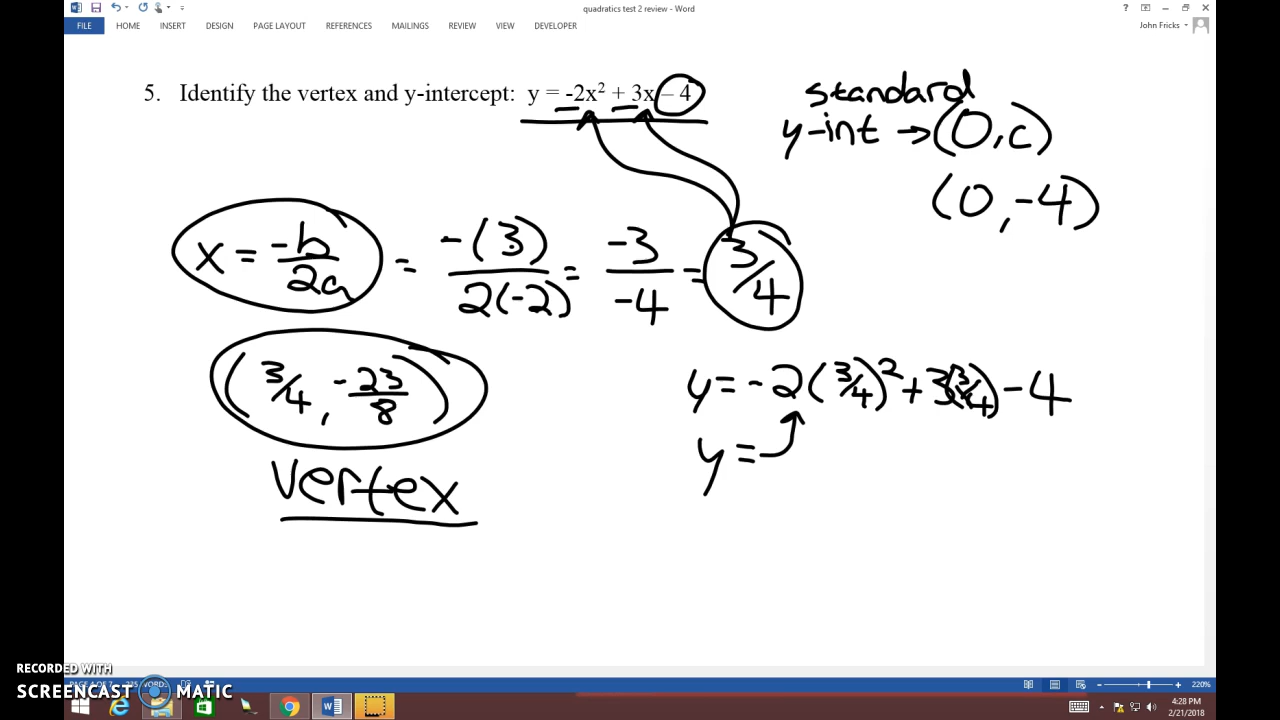 quadratics test 2 review - Word
FILE HOME INSERT DESIGN PAGE LAYOUT REFERENCES MAILINGS REVIEW VIEW DEVELOPER John Fricks
5. Identify the vertex and y-intercept: y = -2x² + 3x – 4
standard
y-int → (0, c)
(0, -4)
x = -b/2a = -(3)/2(-2) = -3/-4 = 3/4
(3/4, -23/8)
vertex
y = -2(3/4)² + 3(3/4) - 4
y =
RECORDED WITH
SCREENCAST MATIC
220%
4:28 PM
2/21/2018